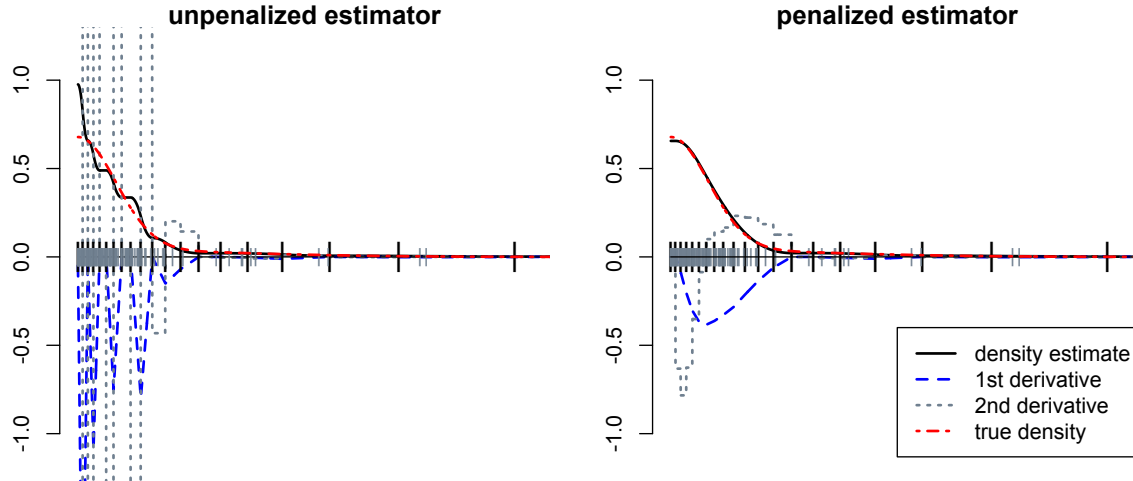 unpenalized estimator
1.0
0.5
0.0
-0.5
-1.0
penalized estimator
1.0
0.5
0.0
-0.5
-1.0
density estimate
1st derivative
2nd derivative
true density